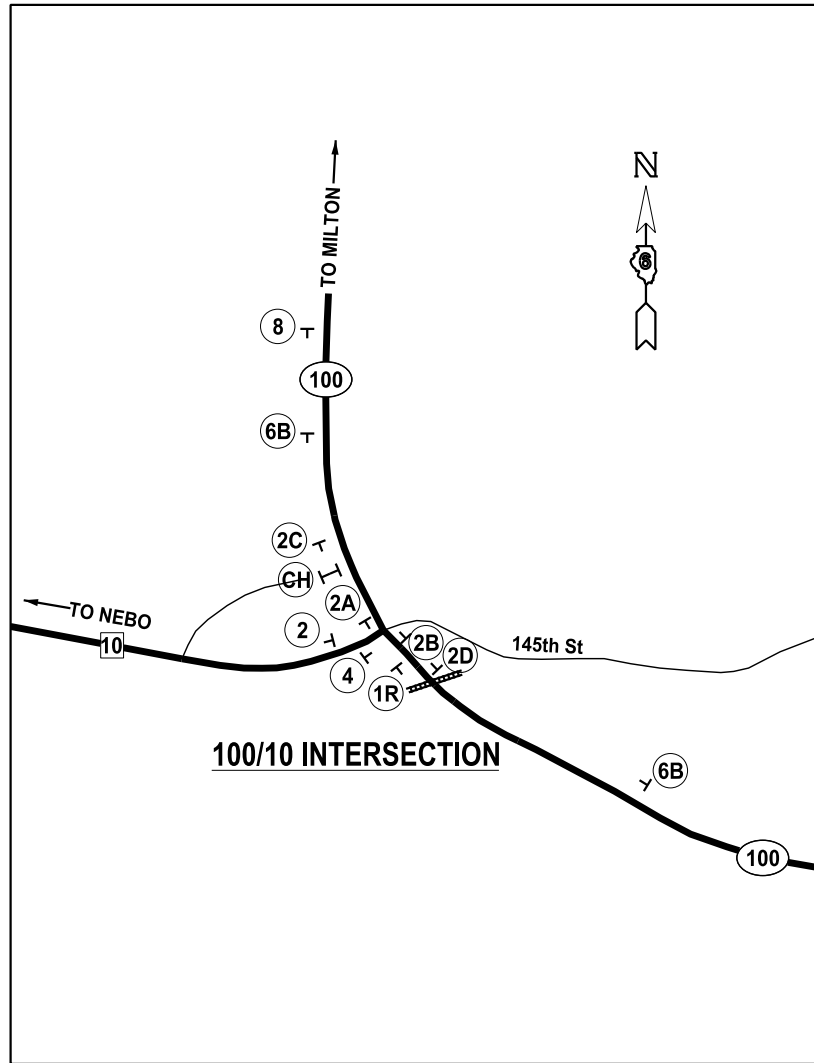 N
6
TO MILTON
8
100
6B
2C
CH
2A
TO NEBO
2
2B
145th St
10
2D
4
1R
100/10 INTERSECTION
6B
100